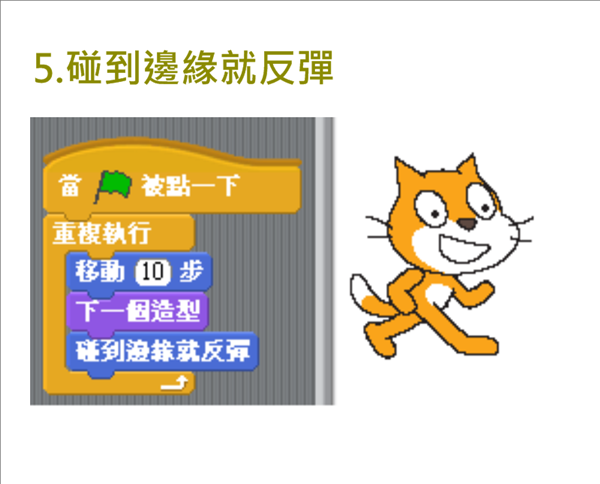 5.碰到邊緣就反彈
當 被點一下
重複執行
移動 10 步
下一個造型
碰到邊緣就反彈